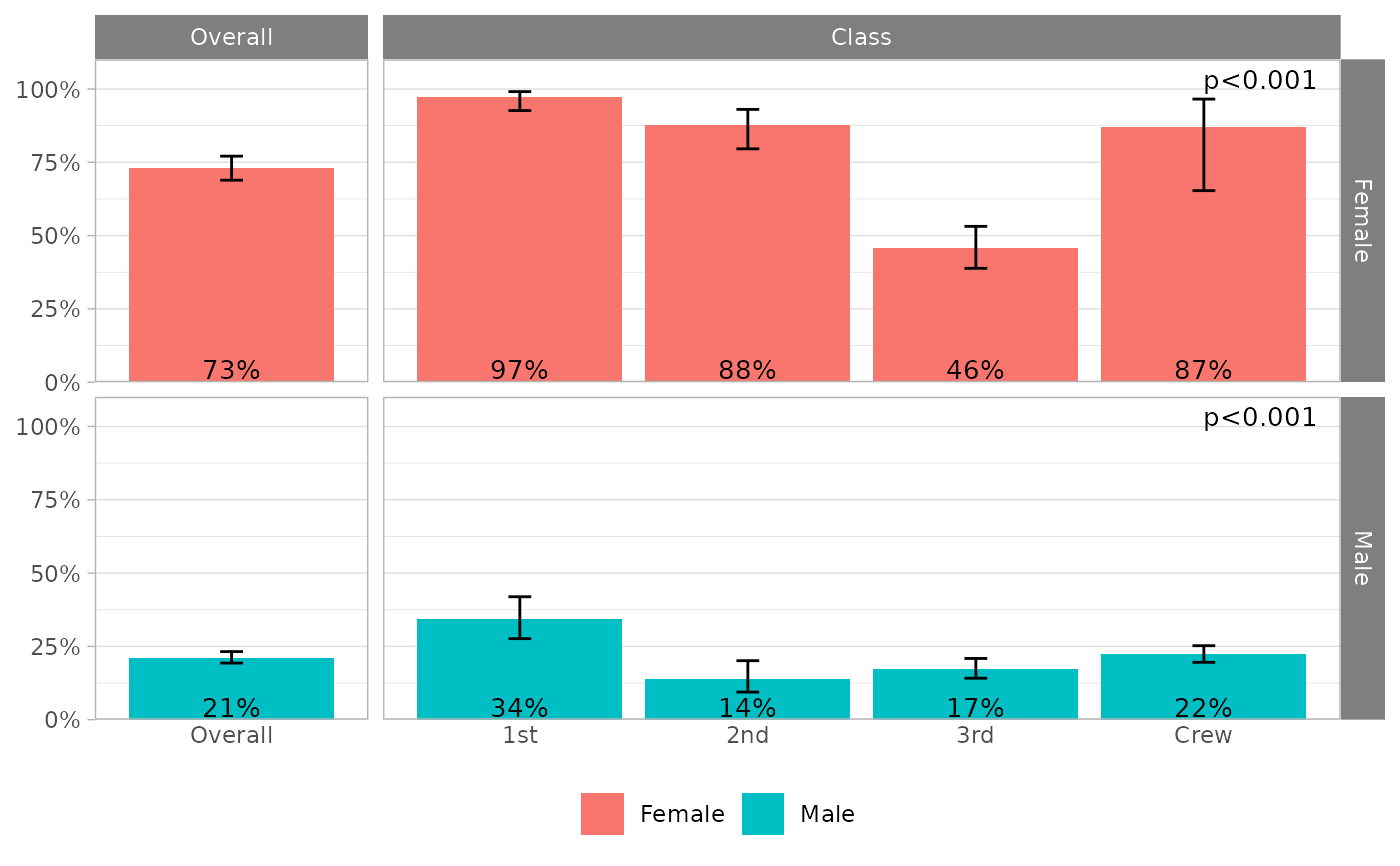 Overall
Class
100%
75%
50%
25%
0%
p<0.001
73%
97%
88%
46%
87%
Female
100%
75%
50%
25%
0%
p<0.001
21%
34%
14%
17%
22%
Male
Overall
1st
2nd
3rd
Crew
Female
Male